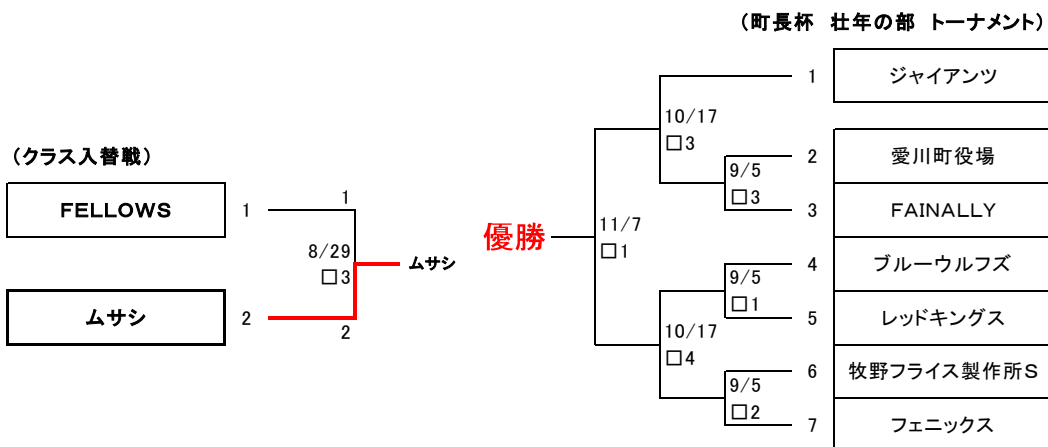 （町長杯 壮年の部 トーナメント）
1 ジャイアンツ
10/17
□3
2 愛川町役場
9/5
□3
3 FAINALLY
（クラス入替戦）
FELLOWS 1
1
8/29
□3
ムサシ
ムサシ 2
2
優勝
11/7
□1
4 ブルーウルフズ
9/5
□1
5 レッドキングス
10/17
□4
6 牧野フライス製作所S
9/5
□2
7 フェニックス